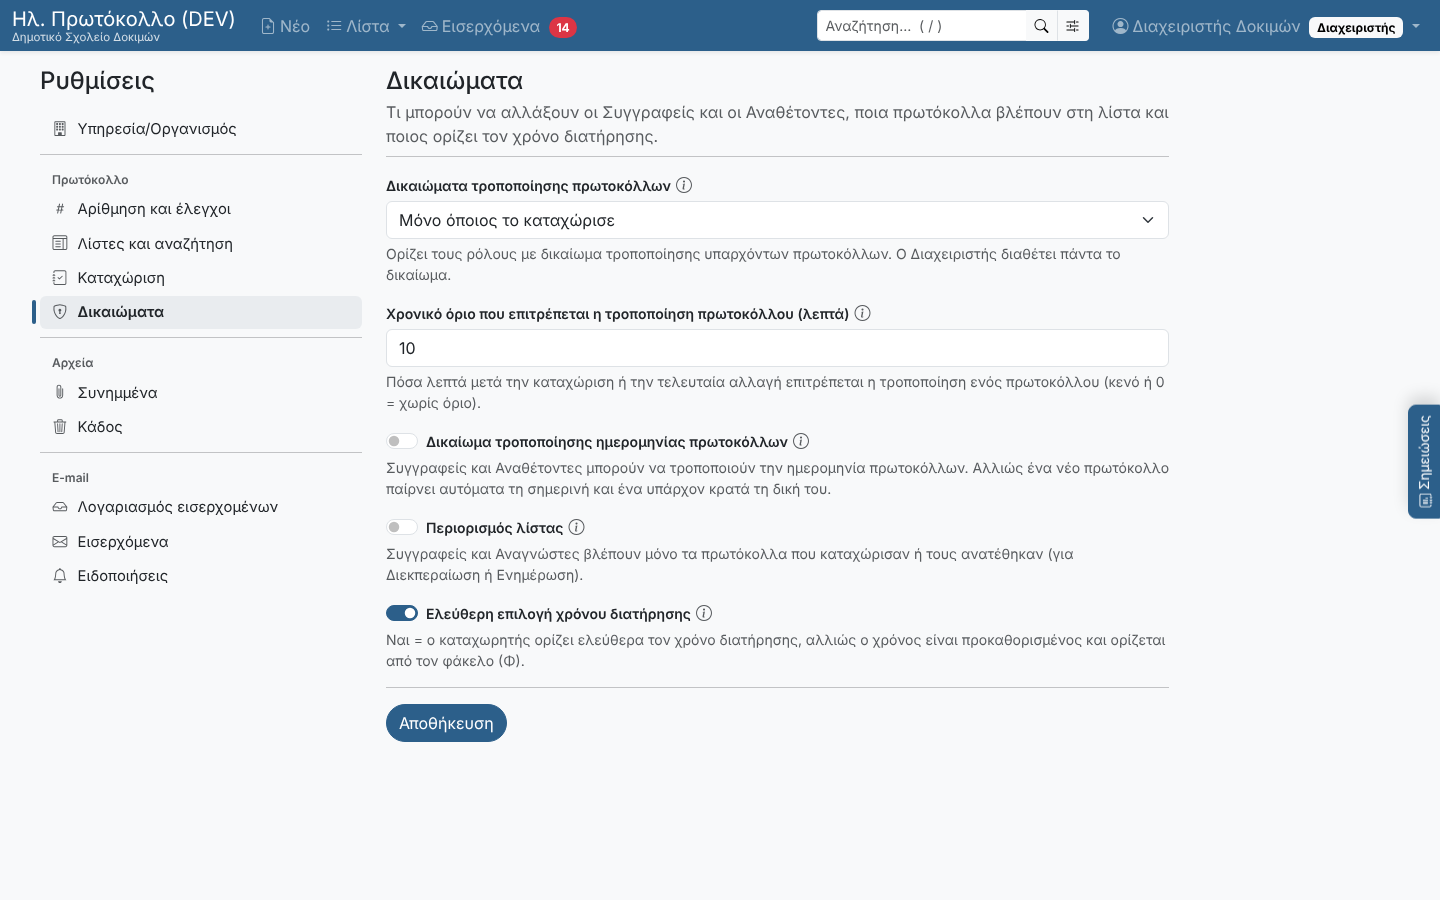 Ηλ. Πρωτόκολλο (DEV)
Δημοτικό Σχολείο Δοκιμών
Νέο
Λίστα
Εισερχόμενα 14
Αναζήτηση... ( / )
Διαχειριστής Δοκιμών Διαχειριστής
Ρυθμίσεις
Υπηρεσία/Οργανισμός
Πρωτόκολλο
# Αρίθμηση και έλεγχοι
Λίστες και αναζήτηση
Καταχώριση
Δικαιώματα
Αρχεία
Συνημμένα
Κάδος
E-mail
Λογαριασμός εισερχομένων
Εισερχόμενα
Ειδοποιήσεις
Δικαιώματα
Τι μπορούν να αλλάξουν οι Συγγραφείς και οι Αναθέτοντες, ποια πρωτόκολλα βλέπουν στη λίστα και
ποιος ορίζει τον χρόνο διατήρησης.
Δικαιώματα τροποποίησης πρωτοκόλλων
Μόνο όποιος το καταχώρισε
Ορίζει τους ρόλους με δικαίωμα τροποποίησης υπαρχόντων πρωτοκόλλων. Ο Διαχειριστής διαθέτει πάντα το
δικαίωμα.
Χρονικό όριο που επιτρέπεται η τροποποίηση πρωτοκόλλου (λεπτά)
10
Πόσα λεπτά μετά την καταχώριση ή την τελευταία αλλαγή επιτρέπεται η τροποποίηση ενός πρωτοκόλλου (κενό ή 0
= χωρίς όριο).
Δικαίωμα τροποποίησης ημερομηνίας πρωτοκόλλων
Συγγραφείς και Αναθέτοντες μπορούν να τροποποιούν την ημερομηνία πρωτοκόλλων. Αλλιώς ένα νέο πρωτόκολλο
παίρνει αυτόματα τη σημερινή και ένα υπάρχον κρατά τη δική του.
Περιορισμός λίστας
Συγγραφείς και Αναγνώστες βλέπουν μόνο τα πρωτόκολλα που καταχώρισαν ή τους ανατέθηκαν (για
Διεκπεραίωση ή Ενημέρωση).
Ελεύθερη επιλογή χρόνου διατήρησης
Ναι = ο καταχωρητής ορίζει ελεύθερα τον χρόνο διατήρησης, αλλιώς ο χρόνος είναι προκαθορισμένος και ορίζεται
από τον φάκελο (Φ).
Αποθήκευση
Σημειώσεις